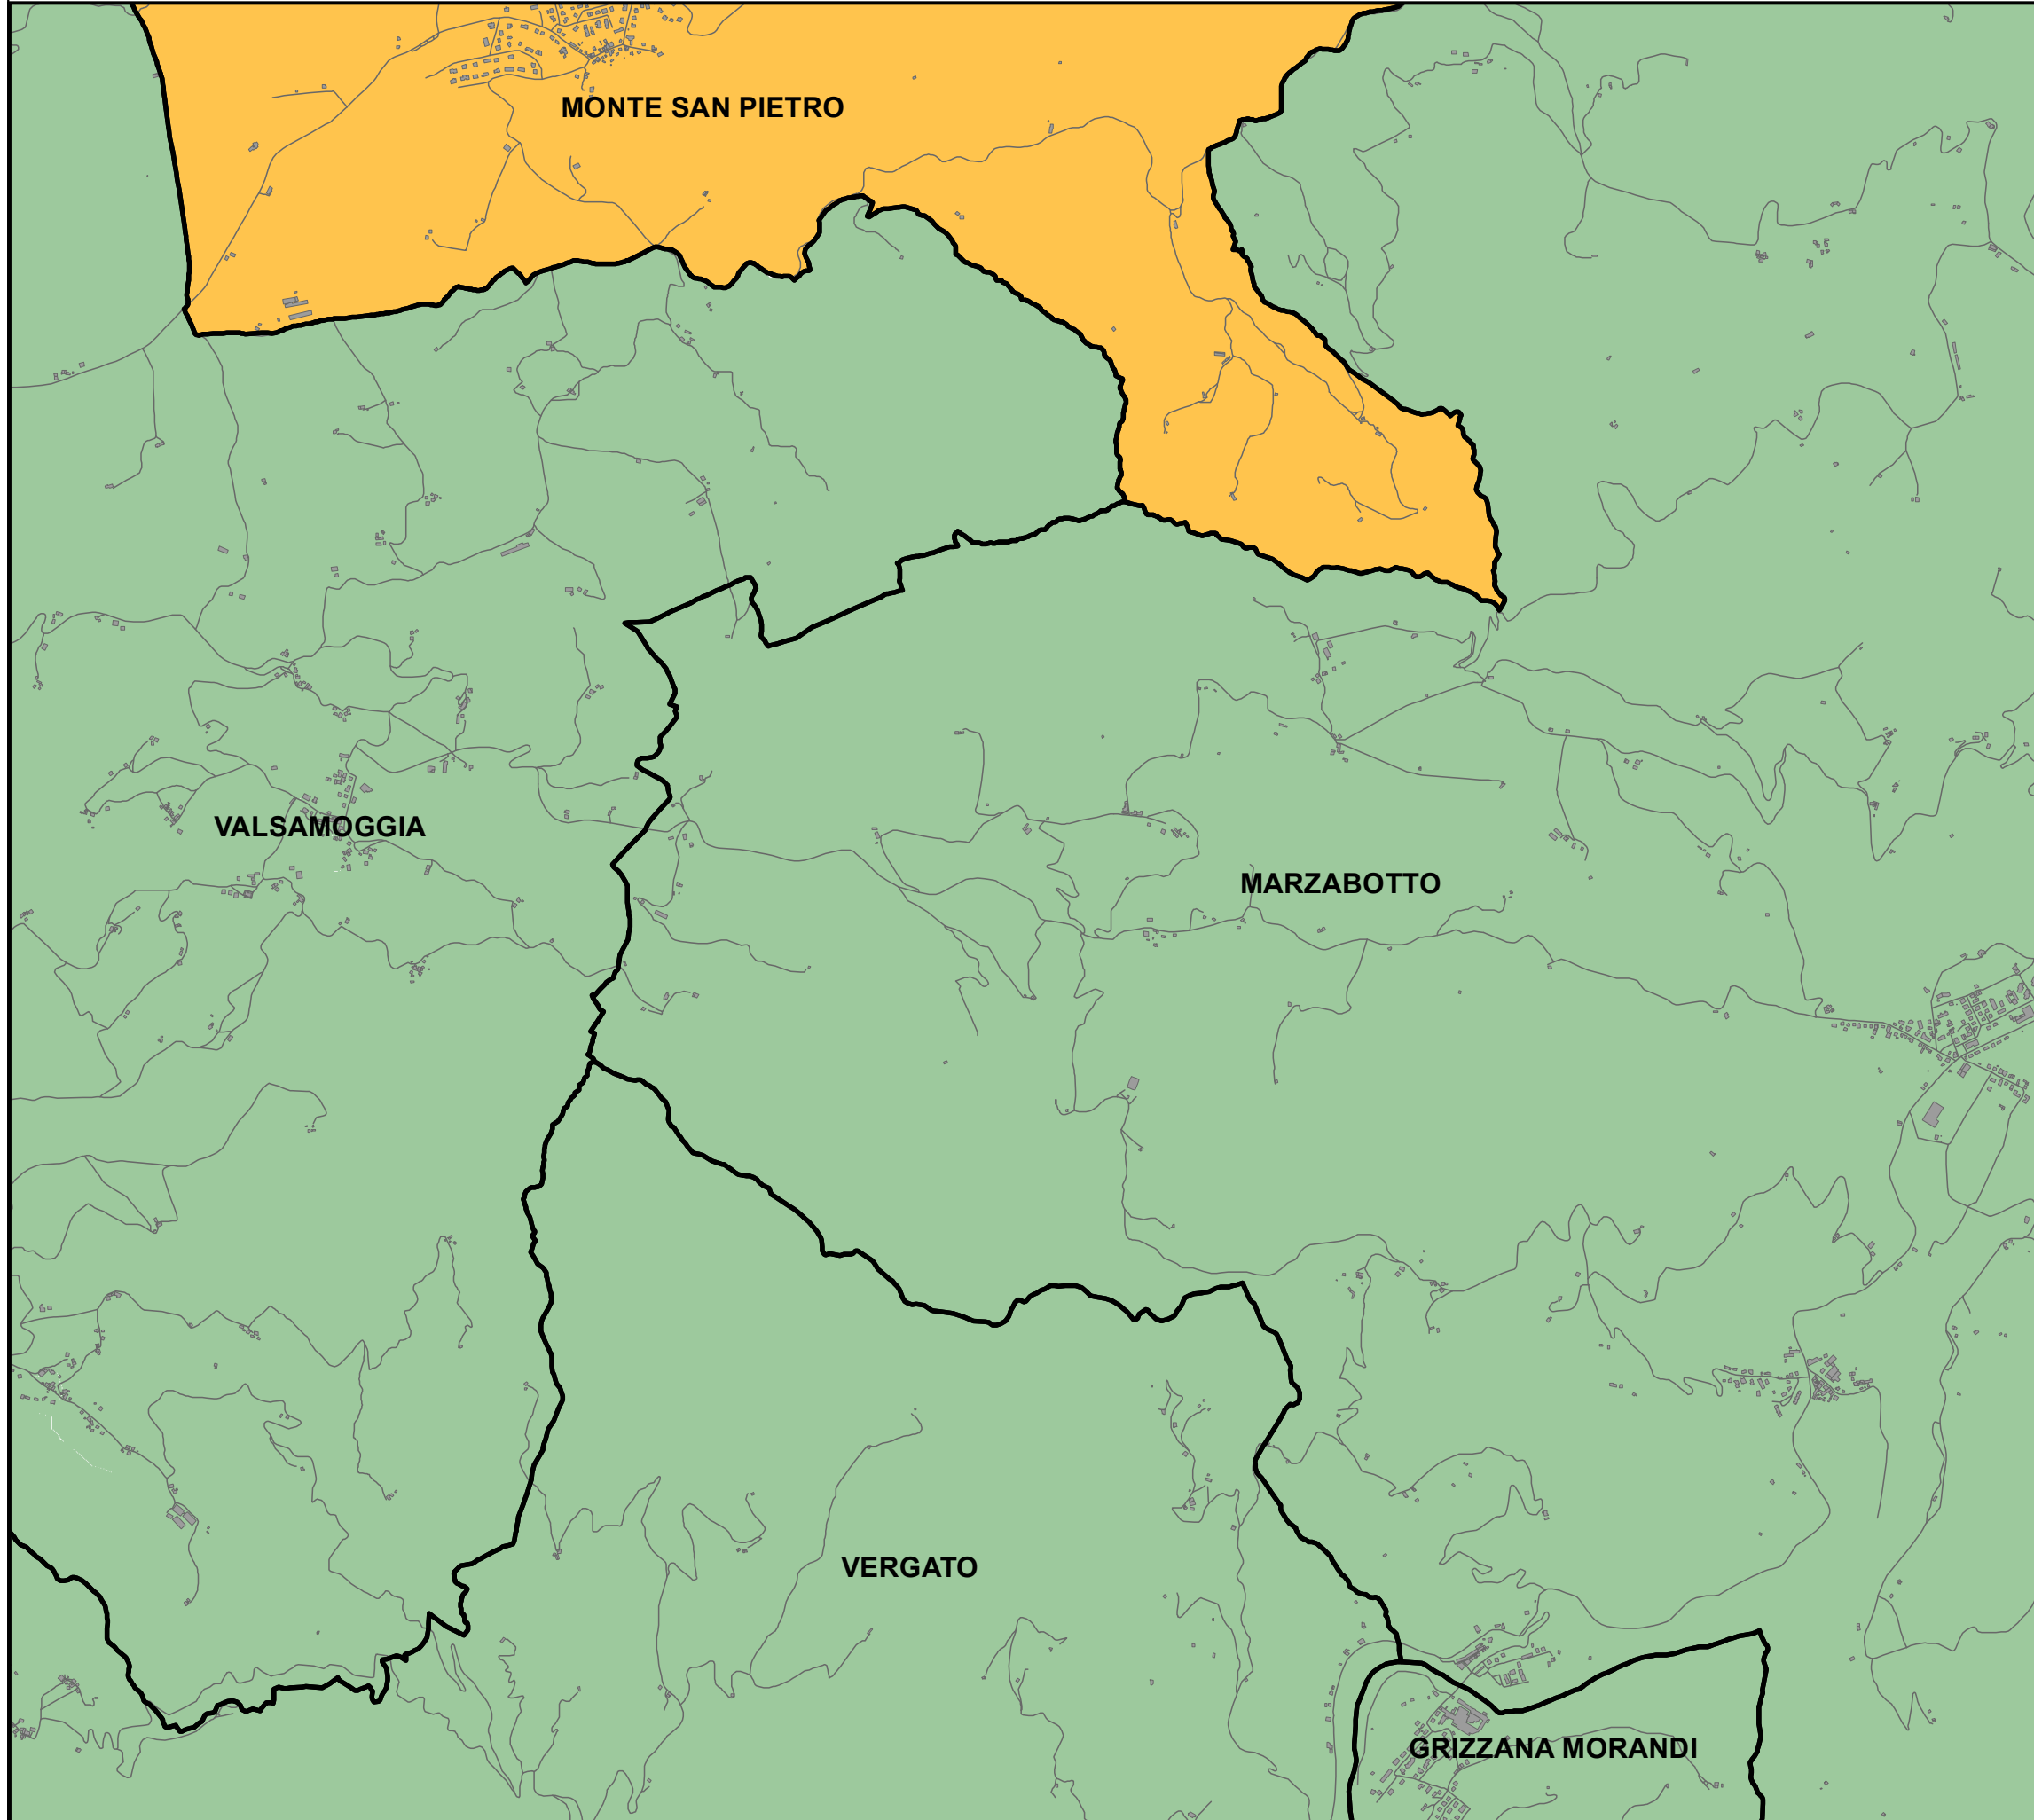 MONTE SAN PIETRO
VALSAMOGGIA
MARZABOTTO
VERGATO
GRIZZANA MORANDI